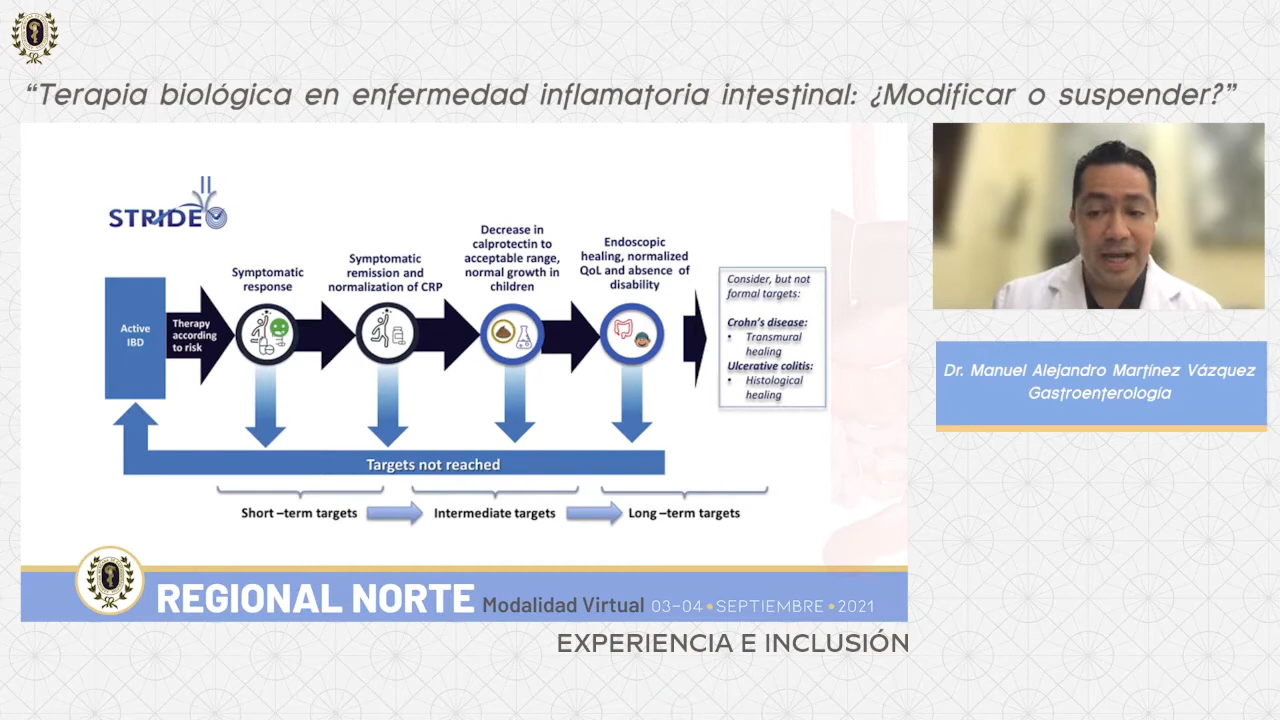 “Terapia biológica en enfermedad inflamatoria intestinal: ¿Modificar o suspender?”
II
STRIDE
Active
IBD
Therapy
according
to risk
Symptomatic
response
Symptomatic
remission and
normalization of CRP
Decrease in
calprotectin to
acceptable range,
normal growth in
children
Endoscopic
healing, normalized
QoL and absence of
disability
Consider, but not
formal targets:
Crohn's disease:
• Transmural
healing
Ulcerative colitis:
• Histological
healing
Targets not reached
Short –term targets
Intermediate targets
Long –term targets
Dr. Manuel Alejandro Martínez Vázquez
Gastroenterología
REGIONAL NORTE Modalidad Virtual 03-04•SEPTIEMBRE•2021
EXPERIENCIA E INCLUSIÓN